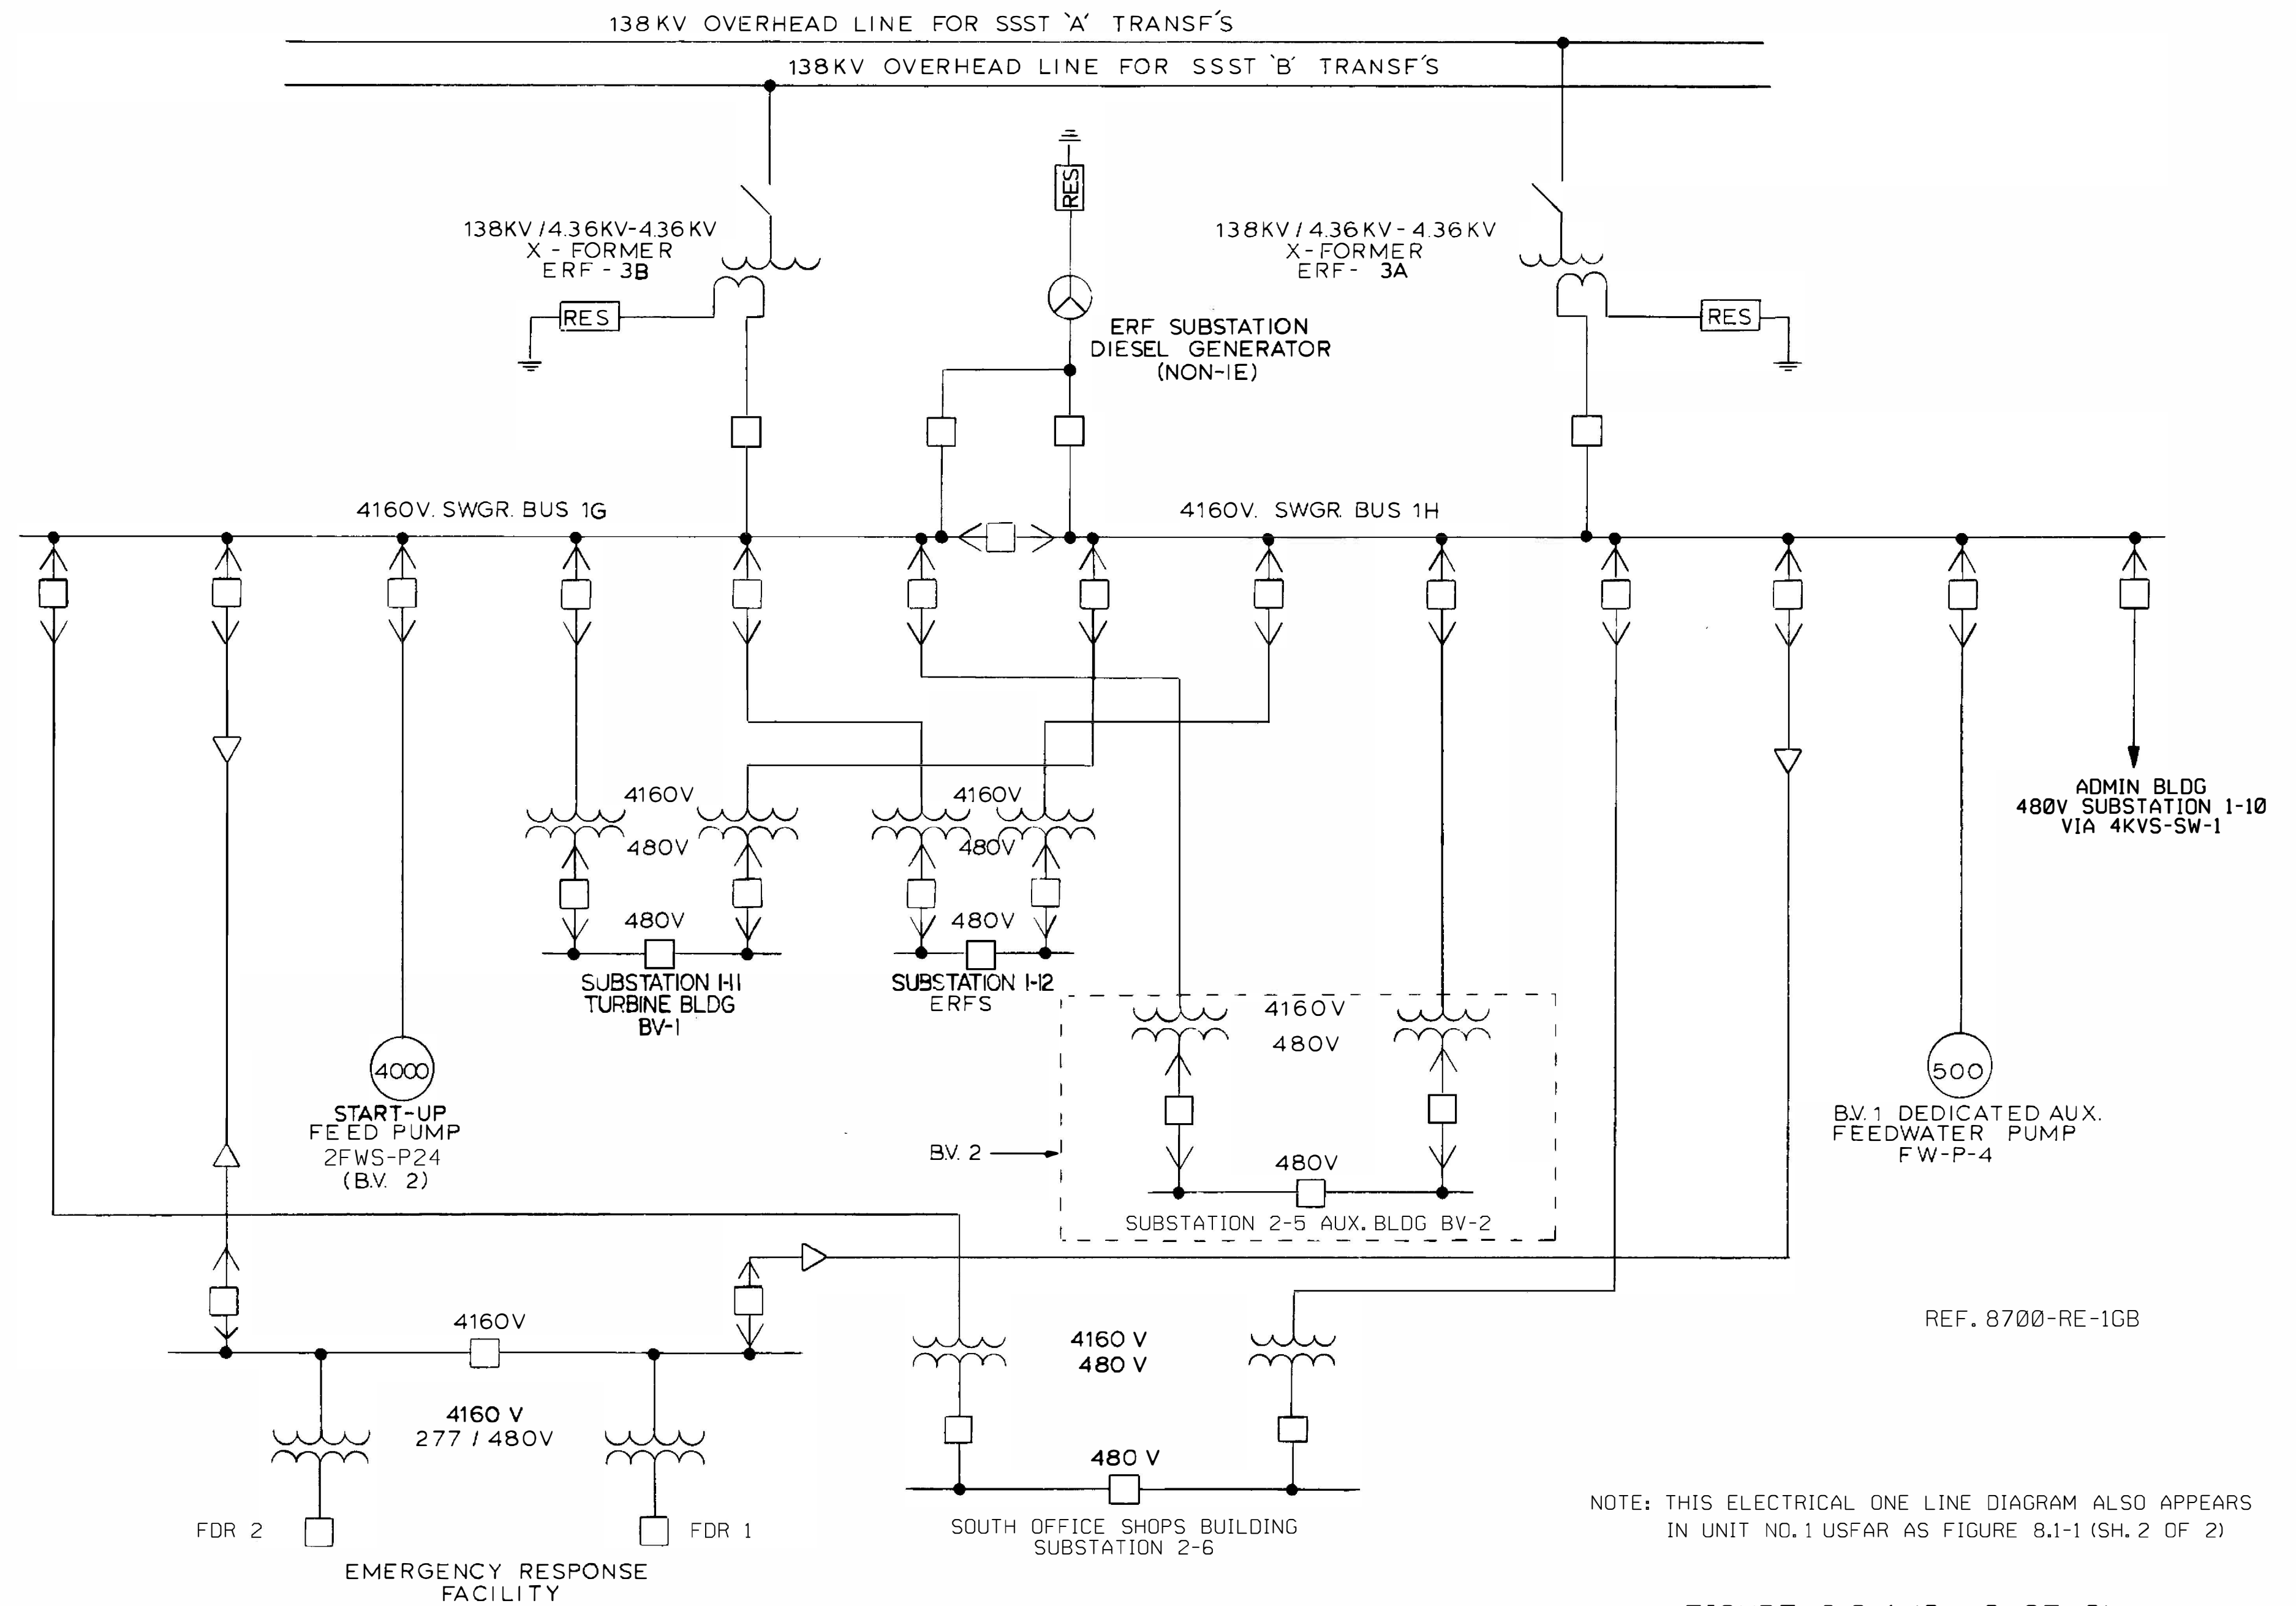 138KV OVERHEAD LINE FOR SSST 'A' TRANSF'S
138KV OVERHEAD LINE FOR SSST 'B' TRANSF'S
RES
138KV/4.36KV-4.36KV
X-FORMER
ERF-3B
RES
138KV/4.36KV-4.36KV
X-FORMER
ERF- 3A
RES
ERF SUBSTATION
DIESEL GENERATOR
(NON-IE)
4160V. SWGR. BUS 1G
4160V. SWGR. BUS 1H
4160V
480V
480V
SUBSTATION 1-11
TURBINE BLDG
BV-1
4160V
480V
480V
SUBSTATION 1-12
ERFS
ADMIN BLDG
480V SUBSTATION 1-10
VIA 4KVS-SW-1
4000
START-UP
FEED PUMP
2FWS-P24
(B.V. 2)
4160V
480V
B.V. 2
480V
SUBSTATION 2-5 AUX. BLDG BV-2
500
B.V. 1 DEDICATED AUX.
FEEDWATER PUMP
FW-P-4
4160V
4160 V
277 / 480V
FDR 2
FDR 1
EMERGENCY RESPONSE
FACILITY
4160 V
480 V
480 V
SOUTH OFFICE SHOPS BUILDING
SUBSTATION 2-6
REF. 8700-RE-1GB
NOTE: THIS ELECTRICAL ONE LINE DIAGRAM ALSO APPEARS
IN UNIT NO. 1 USFAR AS FIGURE 8.1-1 (SH. 2 OF 2)